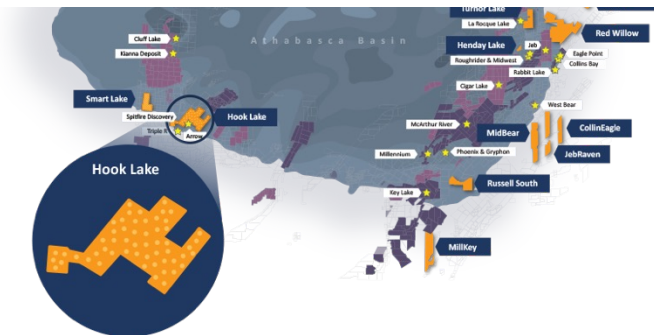 Turnor Lake
La Rocque Lake
Red Willow
Cluff Lake
Athabasca Basin
Henday Lake
Jeb
Kianna Deposit
Eagle Point
Roughrider & Midwest
Collins Bay
Rabbit Lake
Cigar Lake
Smart Lake
West Bear
Spitfire Discovery
Hook Lake
McArthur River
CollinEagle
Triple R
Arrow
MidBear
Millennium
Phoenix & Gryphon
JebRaven
Hook Lake
Russell South
Key Lake
MillKey